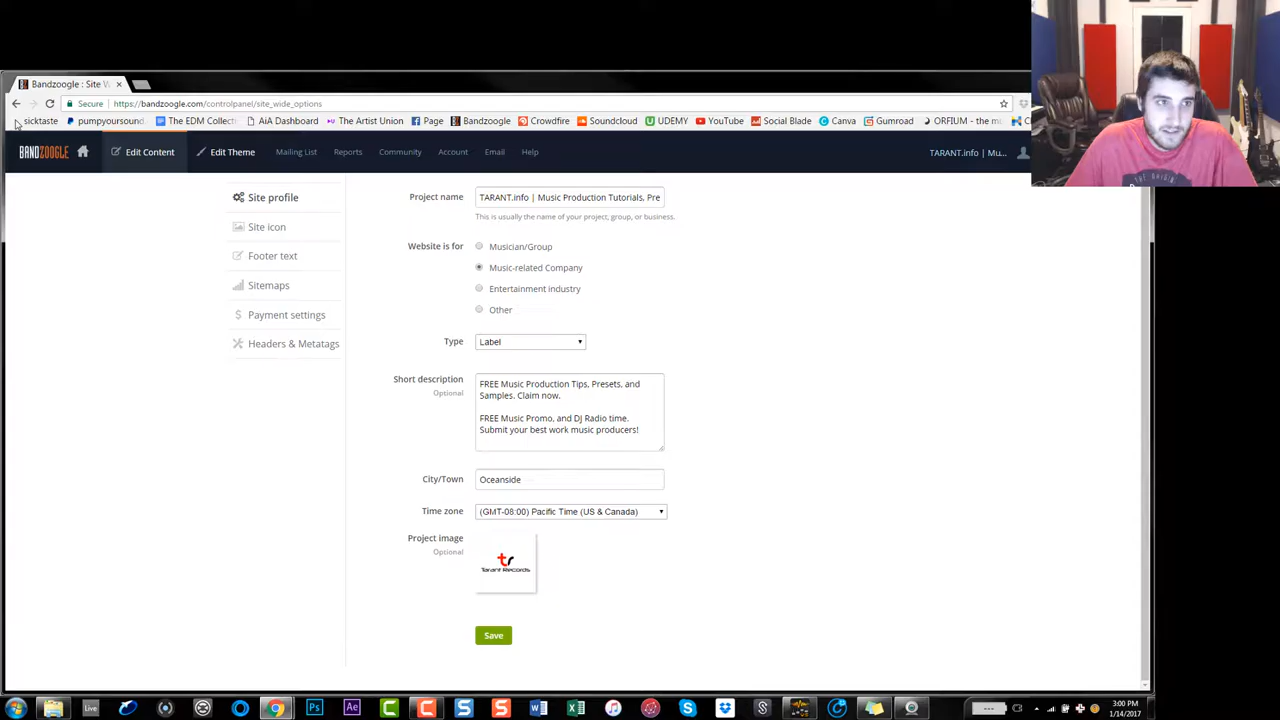 Bandzoogle : Site W
Secure https://bandzoogle.com/controlpanel/site_wide_options
sicktaste pumpyoursound The EDM Collecti AiA Dashboard The Artist Union Page Bandzoogle Crowdfire Soundcloud UDEMY YouTube Social Blade Canva Gumroad ORFIUM - the m
BANDZOOGLE Edit Content Edit Theme Mailing List Reports Community Account Email Help TARANT.info | Mu...
Site profile
Site icon
Footer text
Sitemaps
Payment settings
Headers & Metatags
Project name TARANT.info | Music Production Tutorials, Pre
This is usually the name of your project, group, or business.
Website is for Musician/Group
Music-related Company
Entertainment industry
Other
Type Label
Short description
Optional
FREE Music Production Tips, Presets, and
Samples. Claim now.
FREE Music Promo, and DJ Radio time.
Submit your best work music producers!
City/Town Oceanside
Time zone (GMT-08:00) Pacific Time (US & Canada)
Project image
Optional
tr
Tarant Records
Save
Live Ps Ae
3:00 PM
1/14/2017